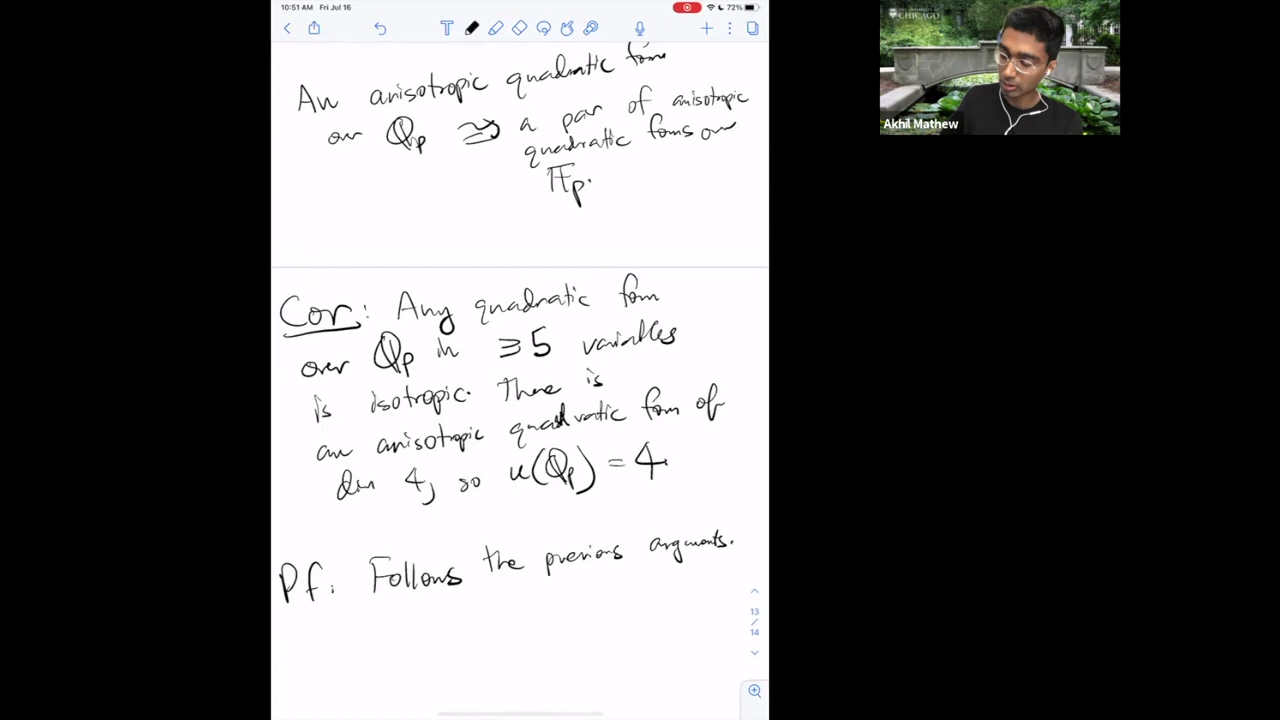 10:51 AM Fri Jul 16
72%
An anisotropic quadratic form
over ℚp ≅ a pair of anisotropic
quadratic forms over
𝔽p.
Cor: Any quadratic form
over ℚp in ≥5 variables
is isotropic. There is
an anisotropic quadratic form of
dim 4, so u(ℚp) = 4.
Pf: Follows the previous arguments.
13
/
14
CHICAGO
Akhil Mathew